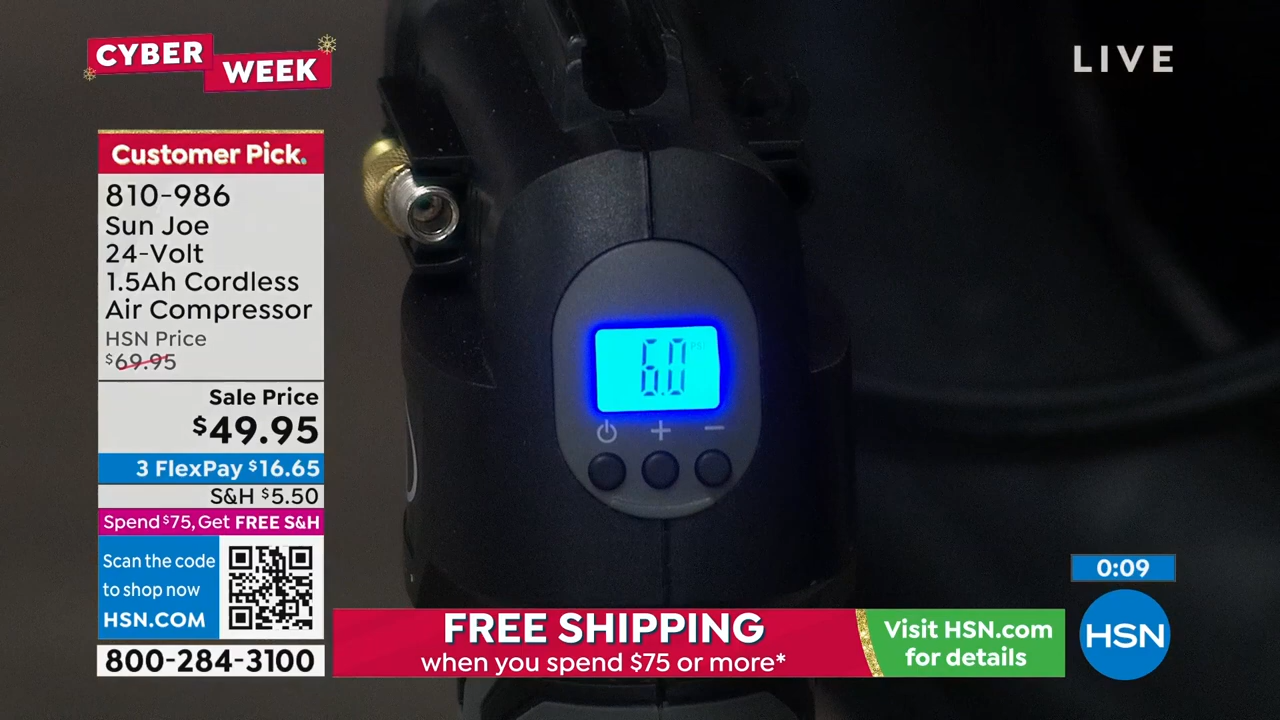 CYBER
WEEK
LIVE
Customer Pick.
810-986
Sun Joe
24-Volt
1.5Ah Cordless
Air Compressor
HSN Price
$69.95
Sale Price
$49.95
3 FlexPay $16.65
S&H $5.50
Spend $75, Get FREE S&H
Scan the code
to shop now
HSN.COM
800-284-3100
6.0 PSI
+ −
FREE SHIPPING
when you spend $75 or more*
Visit HSN.com
for details
0:09
HSN